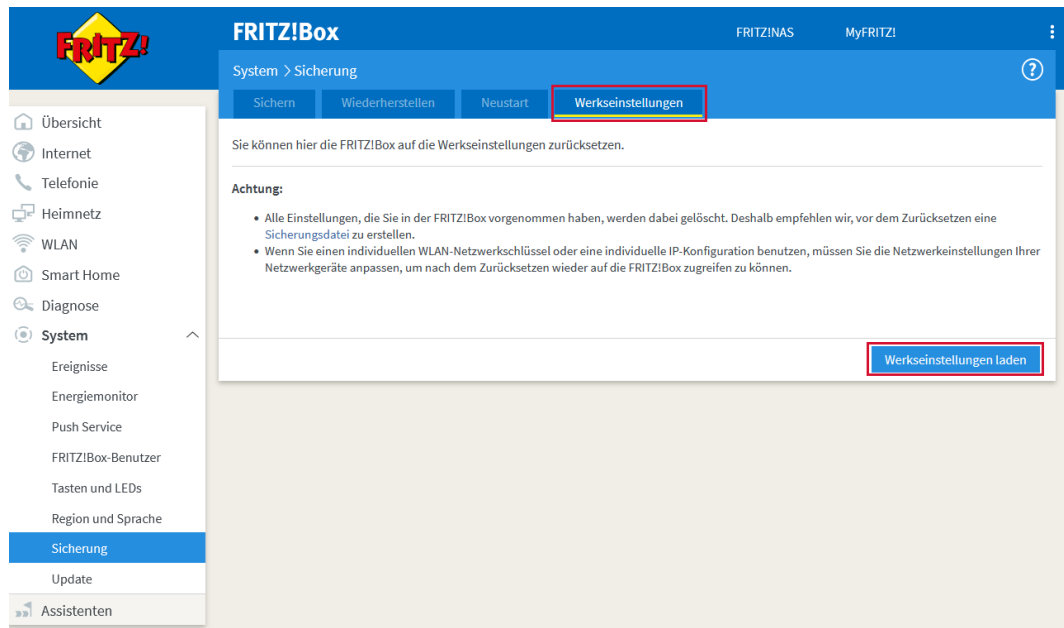 FRITZ!
FRITZ!Box
FRITZ!NAS
MyFRITZ!
System > Sicherung
?
Sichern
Wiederherstellen
Neustart
Werkseinstellungen
Übersicht
Internet
Telefonie
Heimnetz
WLAN
Smart Home
Diagnose
System
Ereignisse
Energiemonitor
Push Service
FRITZ!Box-Benutzer
Tasten und LEDs
Region und Sprache
Sicherung
Update
Assistenten
Sie können hier die FRITZ!Box auf die Werkseinstellungen zurücksetzen.
Achtung:
• Alle Einstellungen, die Sie in der FRITZ!Box vorgenommen haben, werden dabei gelöscht. Deshalb empfehlen wir, vor dem Zurücksetzen eine
Sicherungsdatei zu erstellen.
• Wenn Sie einen individuellen WLAN-Netzwerkschlüssel oder eine individuelle IP-Konfiguration benutzen, müssen Sie die Netzwerkeinstellungen Ihrer
Netzwerkgeräte anpassen, um nach dem Zurücksetzen wieder auf die FRITZ!Box zugreifen zu können.
Werkseinstellungen laden